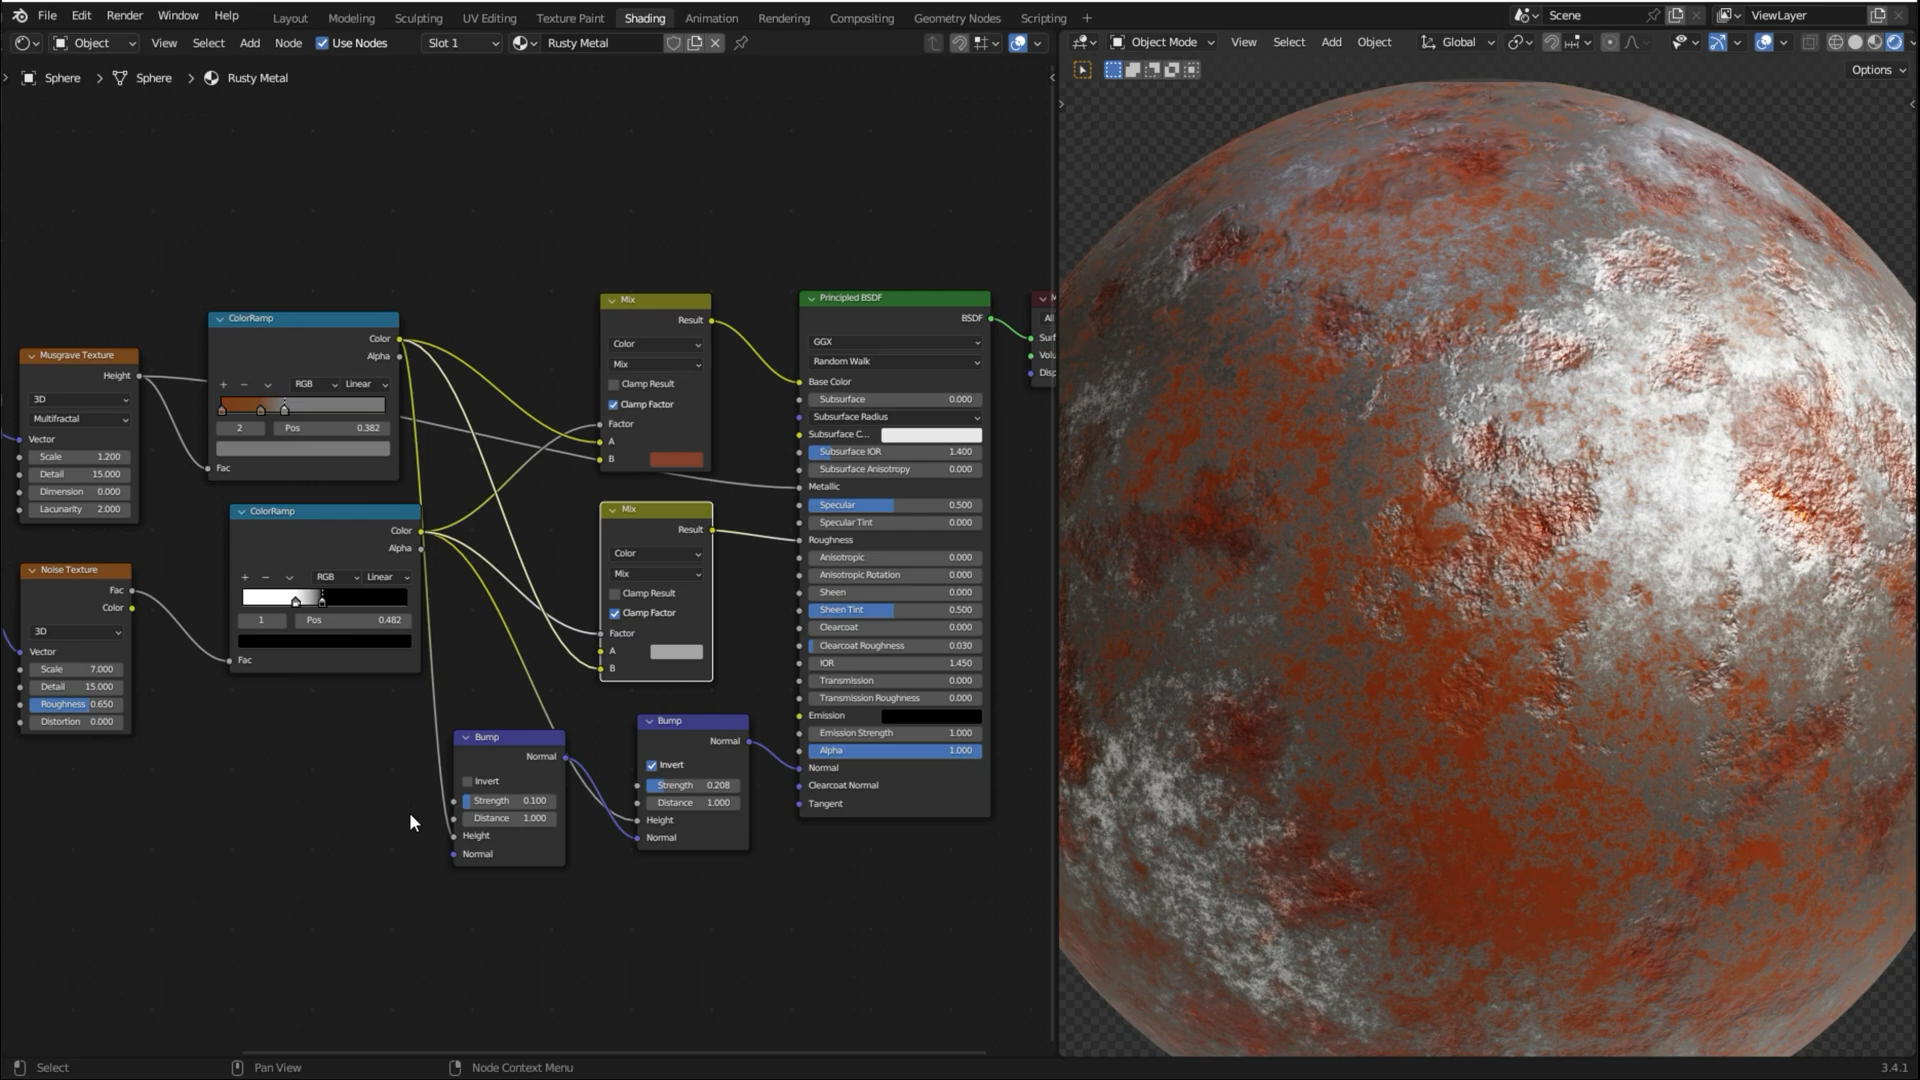 File Edit Render Window Help Layout Modeling Sculpting UV Editing Texture Paint Shading Animation Rendering Compositing Geometry Nodes Scripting + Scene ViewLayer
Object View Select Add Node Use Nodes Slot 1 Rusty Metal Object Mode View Select Add Object Global
Sphere > Sphere > Rusty Metal
Options
Musgrave Texture
Height
3D
Multifractal
Vector
Scale 1.200
Detail 15.000
Dimension 0.000
Lacunarity 2.000
Noise Texture
Fac
Color
3D
Vector
Scale 7.000
Detail 15.000
Roughness 0.650
Distortion 0.000
ColorRamp
Color
Alpha
+ − RGB Linear
2 Pos 0.382
Fac
ColorRamp
Color
Alpha
+ − RGB Linear
1 Pos 0.482
Fac
Bump
Normal
Invert
Strength 0.100
Distance 1.000
Height
Normal
Mix
Result
Color
Mix
Clamp Result
Clamp Factor
Factor
A
B
Mix
Result
Color
Mix
Clamp Result
Clamp Factor
Factor
A
B
Bump
Normal
Invert
Strength 0.208
Distance 1.000
Height
Normal
Principled BSDF
BSDF
GGX
Random Walk
Base Color
Subsurface 0.000
Subsurface Radius
Subsurface C...
Subsurface IOR 1.400
Subsurface Anisotropy 0.000
Metallic
Specular 0.500
Specular Tint 0.000
Roughness
Anisotropic 0.000
Anisotropic Rotation 0.000
Sheen 0.000
Sheen Tint 0.500
Clearcoat 0.000
Clearcoat Roughness 0.030
IOR 1.450
Transmission 0.000
Transmission Roughness 0.000
Emission
Emission Strength 1.000
Alpha 1.000
Normal
Clearcoat Normal
Tangent
M
Al
Surf
Volu
Disp
Select Pan View Node Context Menu 3.4.1